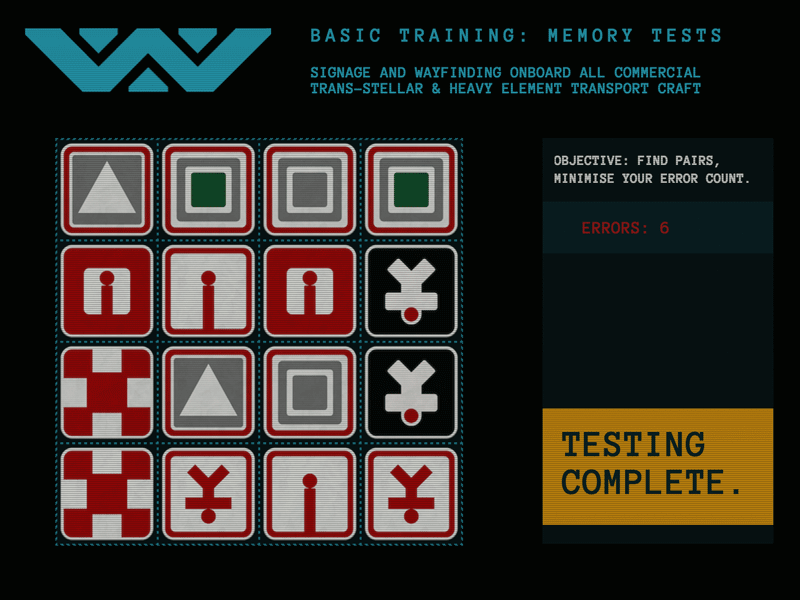 BASIC TRAINING: MEMORY TESTS
SIGNAGE AND WAYFINDING ONBOARD ALL COMMERCIAL
TRANS-STELLAR & HEAVY ELEMENT TRANSPORT CRAFT
OBJECTIVE: FIND PAIRS,
MINIMISE YOUR ERROR COUNT.
ERRORS: 6
TESTING
COMPLETE.